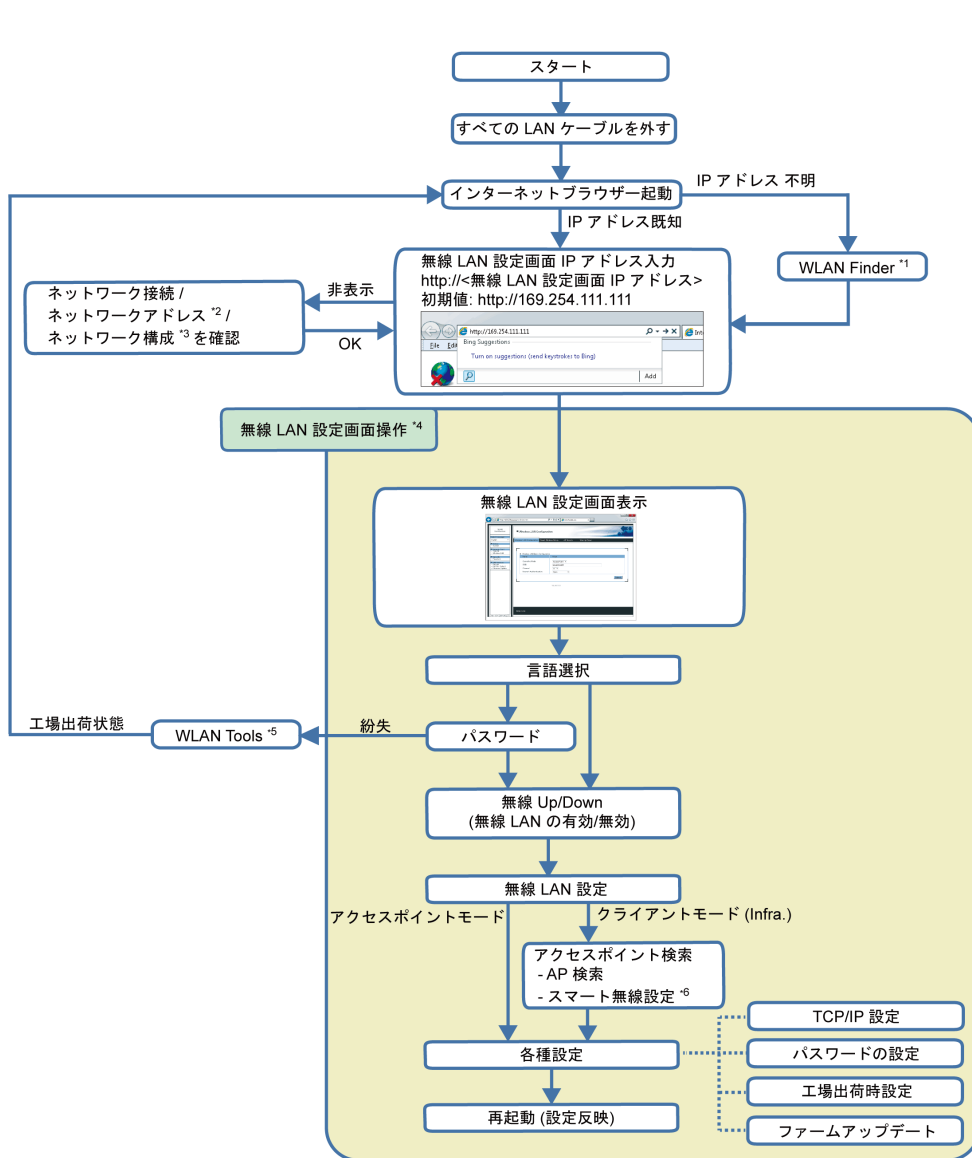 スタート
すべての LAN ケーブルを外す
インターネットブラウザー起動
IP アドレス 不明
IP アドレス既知
WLAN Finder *1
無線 LAN 設定画面 IP アドレス入力
http://<無線 LAN 設定画面 IP アドレス>
初期値: http://169.254.111.111
http://169.254.111.111
File
Bing Suggestions
Turn on suggestions (send keystrokes to Bing)
Add
非表示
OK
ネットワーク接続 /
ネットワークアドレス *2 /
ネットワーク構成 *3 を確認
無線 LAN 設定画面操作 *4
無線 LAN 設定画面表示
言語選択
パスワード
紛失
WLAN Tools *5
工場出荷状態
無線 Up/Down
(無線 LAN の有効/無効)
無線 LAN 設定
アクセスポイントモード
クライアントモード (Infra.)
アクセスポイント検索
- AP 検索
- スマート無線設定 *6
各種設定
再起動 (設定反映)
TCP/IP 設定
パスワードの設定
工場出荷時設定
ファームアップデート